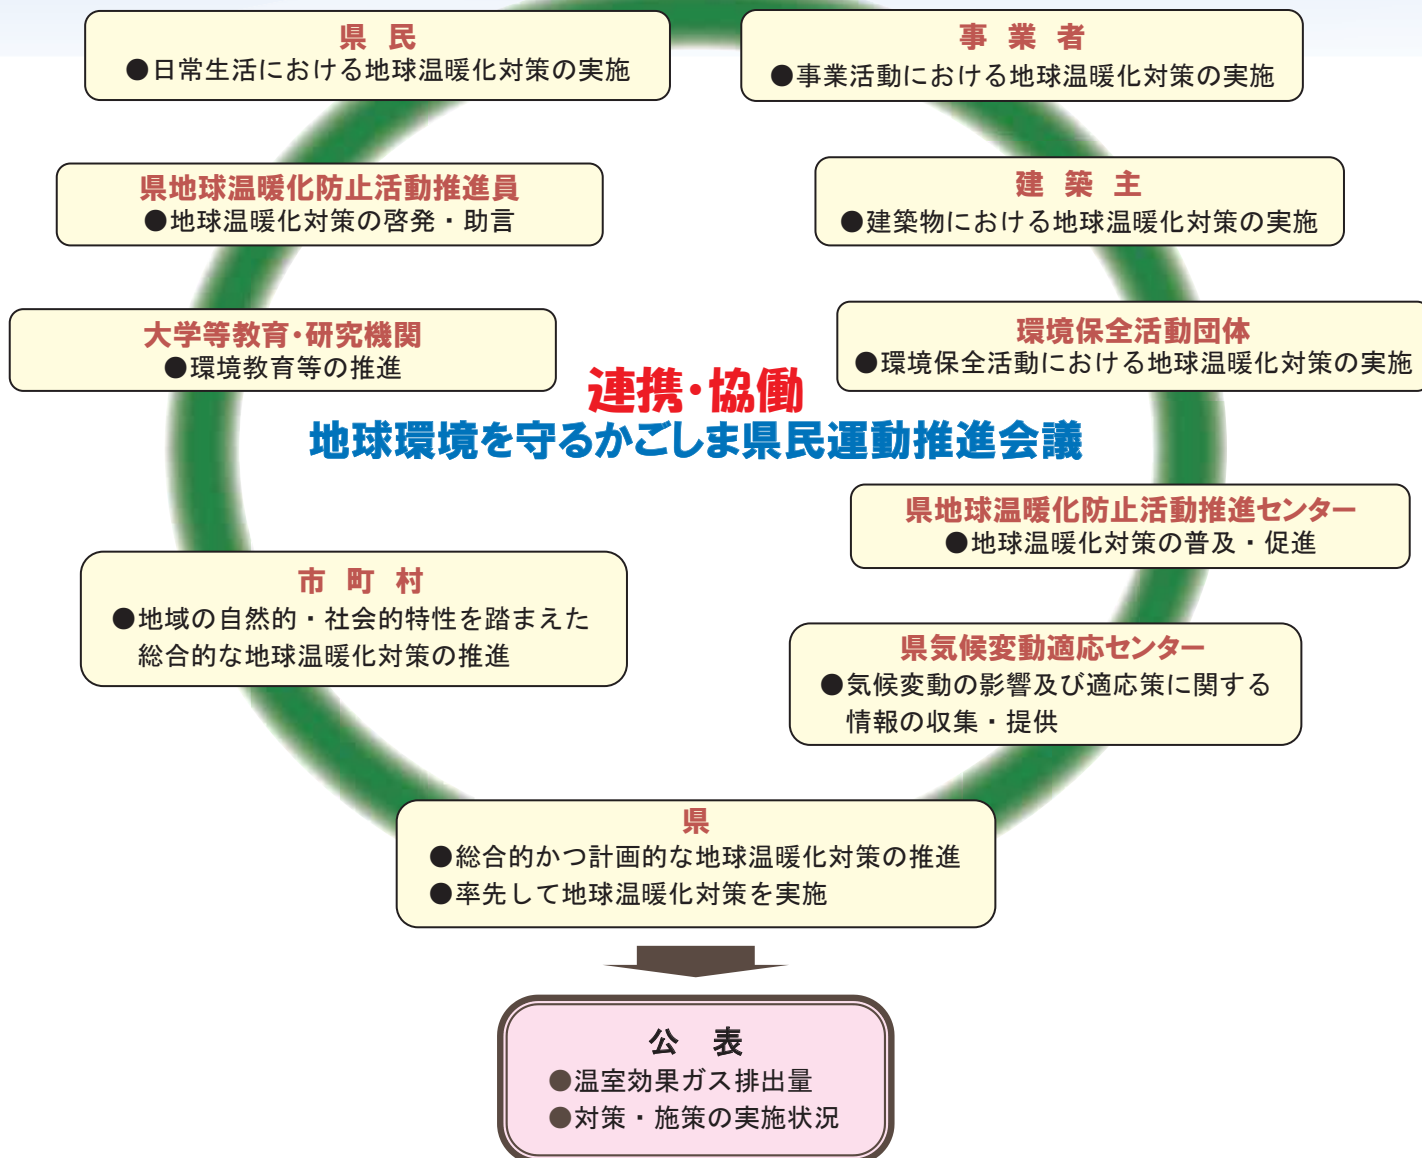 県 民
●日常生活における地球温暖化対策の実施
事 業 者
●事業活動における地球温暖化対策の実施
県地球温暖化防止活動推進員
●地球温暖化対策の啓発・助言
建 築 主
●建築物における地球温暖化対策の実施
大学等教育・研究機関
●環境教育等の推進
環境保全活動団体
●環境保全活動における地球温暖化対策の実施
連携・協働
地球環境を守るかごしま県民運動推進会議
県地球温暖化防止活動推進センター
●地球温暖化対策の普及・促進
市 町 村
●地域の自然的・社会的特性を踏まえた
総合的な地球温暖化対策の推進
県気候変動適応センター
●気候変動の影響及び適応策に関する
情報の収集・提供
県
●総合的かつ計画的な地球温暖化対策の推進
●率先して地球温暖化対策を実施
公 表
●温室効果ガス排出量
●対策・施策の実施状況